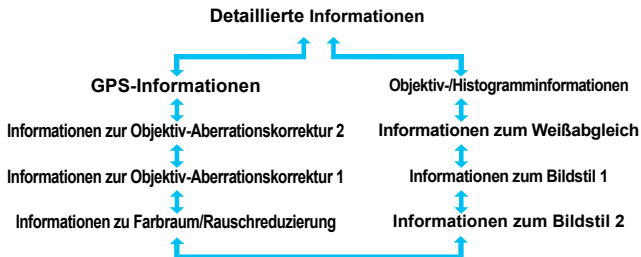 Detaillierte Informationen
GPS-Informationen
Objektiv-/Histogramminformationen
Informationen zur Objektiv-Aberrationskorrektur 2
Informationen zum Weißabgleich
Informationen zur Objektiv-Aberrationskorrektur 1
Informationen zum Bildstil 1
Informationen zu Farbraum/Rauschreduzierung
Informationen zum Bildstil 2